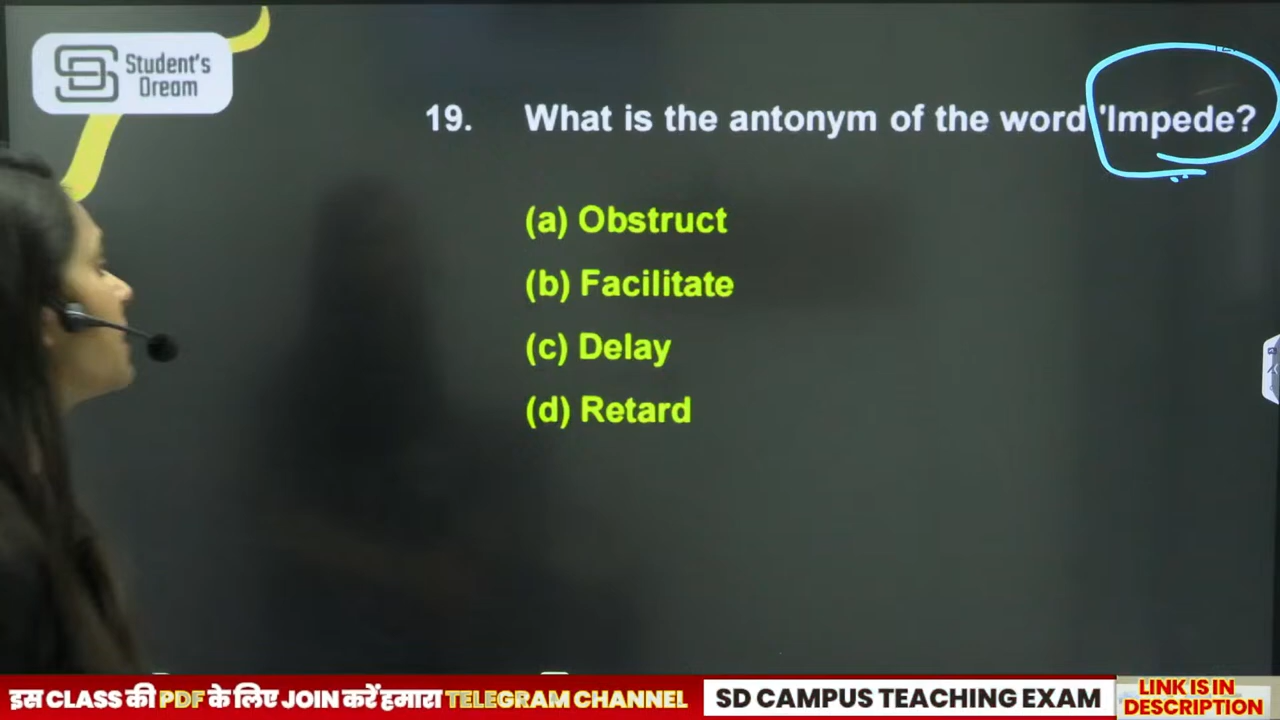 Student's
Dream
19. What is the antonym of the word 'Impede?
(a) Obstruct
(b) Facilitate
(c) Delay
(d) Retard
इस CLASS की PDF के लिए JOIN करें हमारा TELEGRAM CHANNEL
SD CAMPUS TEACHING EXAM
LINK IS IN
DESCRIPTION